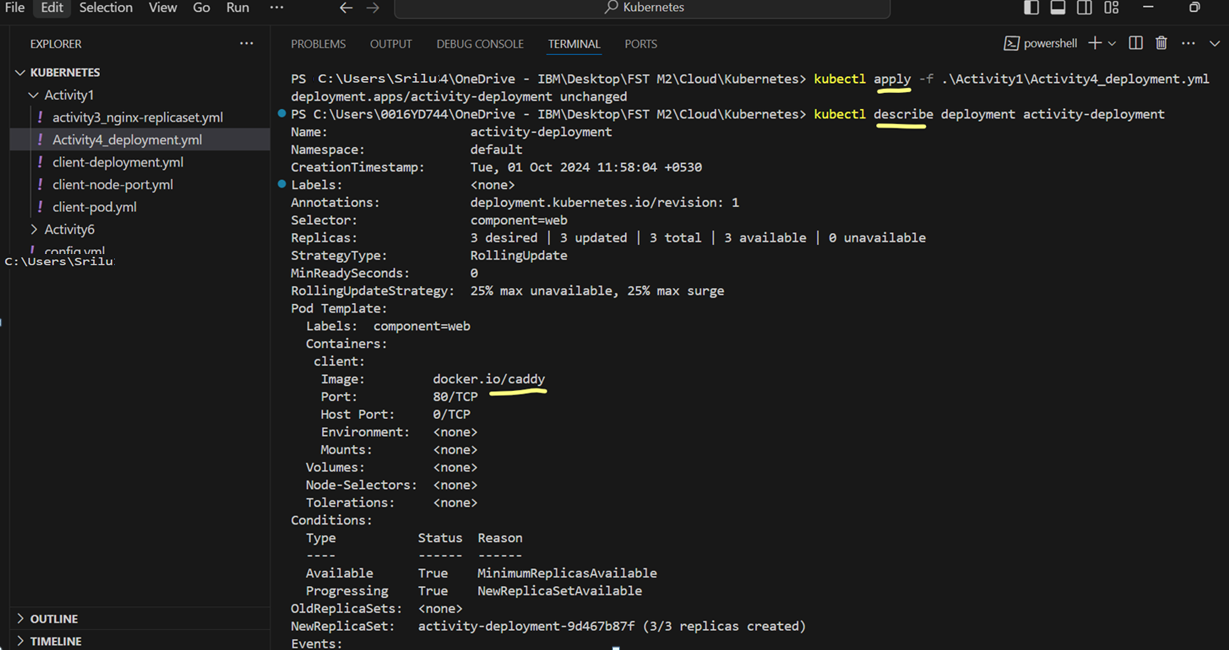 File Edit Selection View Go Run ··· Kubernetes
EXPLORER ···
KUBERNETES
Activity1
! activity3_nginx-replicaset.yml
! Activity4_deployment.yml
! client-deployment.yml
! client-node-port.yml
! client-pod.yml
Activity6
! config.yml
C:\Users\Srilu
OUTLINE
TIMELINE
PROBLEMS OUTPUT DEBUG CONSOLE TERMINAL PORTS powershell
PS C:\Users\Srilu4\OneDrive - IBM\Desktop\FST M2\Cloud\Kubernetes> kubectl apply -f .\Activity1\Activity4_deployment.yml
deployment.apps/activity-deployment unchanged
PS C:\Users\0016YD744\OneDrive - IBM\Desktop\FST M2\Cloud\Kubernetes> kubectl describe deployment activity-deployment
Name: activity-deployment
Namespace: default
CreationTimestamp: Tue, 01 Oct 2024 11:58:04 +0530
Labels: <none>
Annotations: deployment.kubernetes.io/revision: 1
Selector: component=web
Replicas: 3 desired | 3 updated | 3 total | 3 available | 0 unavailable
StrategyType: RollingUpdate
MinReadySeconds: 0
RollingUpdateStrategy: 25% max unavailable, 25% max surge
Pod Template:
Labels: component=web
Containers:
client:
Image: docker.io/caddy
Port: 80/TCP
Host Port: 0/TCP
Environment: <none>
Mounts: <none>
Volumes: <none>
Node-Selectors: <none>
Tolerations: <none>
Conditions:
Type Status Reason
---- ------ ------
Available True MinimumReplicasAvailable
Progressing True NewReplicaSetAvailable
OldReplicaSets: <none>
NewReplicaSet: activity-deployment-9d467b87f (3/3 replicas created)
Events: